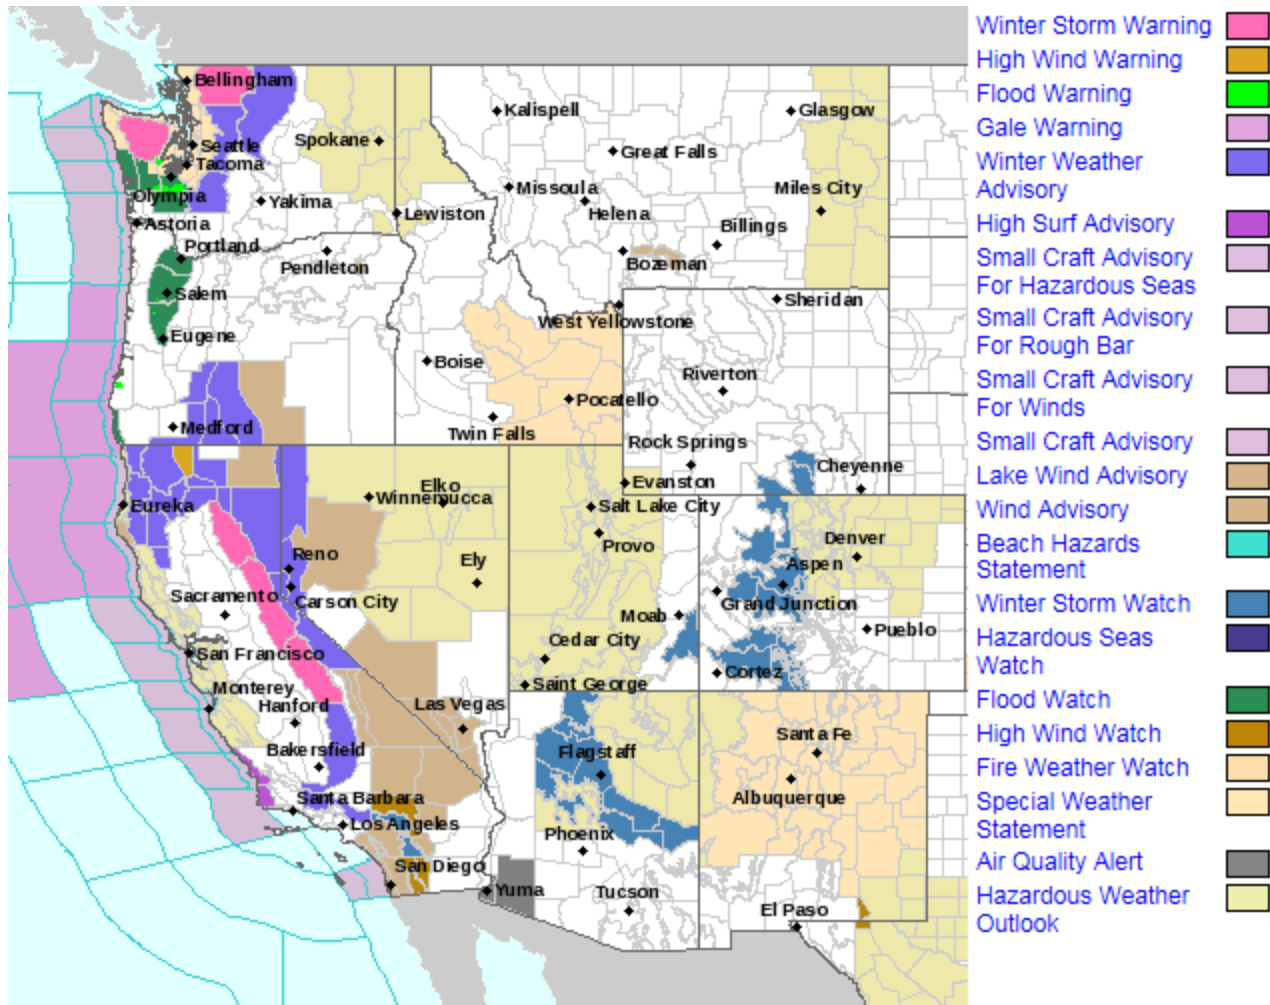 Winter Storm Warning
High Wind Warning
Flood Warning
Gale Warning
Winter Weather
Advisory
High Surf Advisory
Small Craft Advisory
For Hazardous Seas
Small Craft Advisory
For Rough Bar
Small Craft Advisory
For Winds
Small Craft Advisory
Lake Wind Advisory
Wind Advisory
Beach Hazards
Statement
Winter Storm Watch
Hazardous Seas
Watch
Flood Watch
High Wind Watch
Fire Weather Watch
Special Weather
Statement
Air Quality Alert
Hazardous Weather
Outlook
Bellingham
Kalispell
Glasgow
Spokane
Seattle
Great Falls
Tacoma
Missoula
Miles City
Olympia
Yakima
Helena
Lewiston
Astoria
Billings
Portland
Pendleton
Bozeman
Salem
Sheridan
West Yellowstone
Eugene
Boise
Riverton
Pocatello
Medford
Twin Falls
Rock Springs
Cheyenne
Evanston
Elko
Winnemucca
Eureka
Salt Lake City
Provo
Denver
Reno
Ely
Aspen
Sacramento
Carson City
Grand Junction
Moab
Pueblo
Cedar City
San Francisco
Cortez
Saint George
Monterey
Hanford
Las Vegas
Santa Fe
Bakersfield
Flagstaff
Santa Barbara
Albuquerque
Los Angeles
Phoenix
San Diego
Yuma
Tucson
El Paso